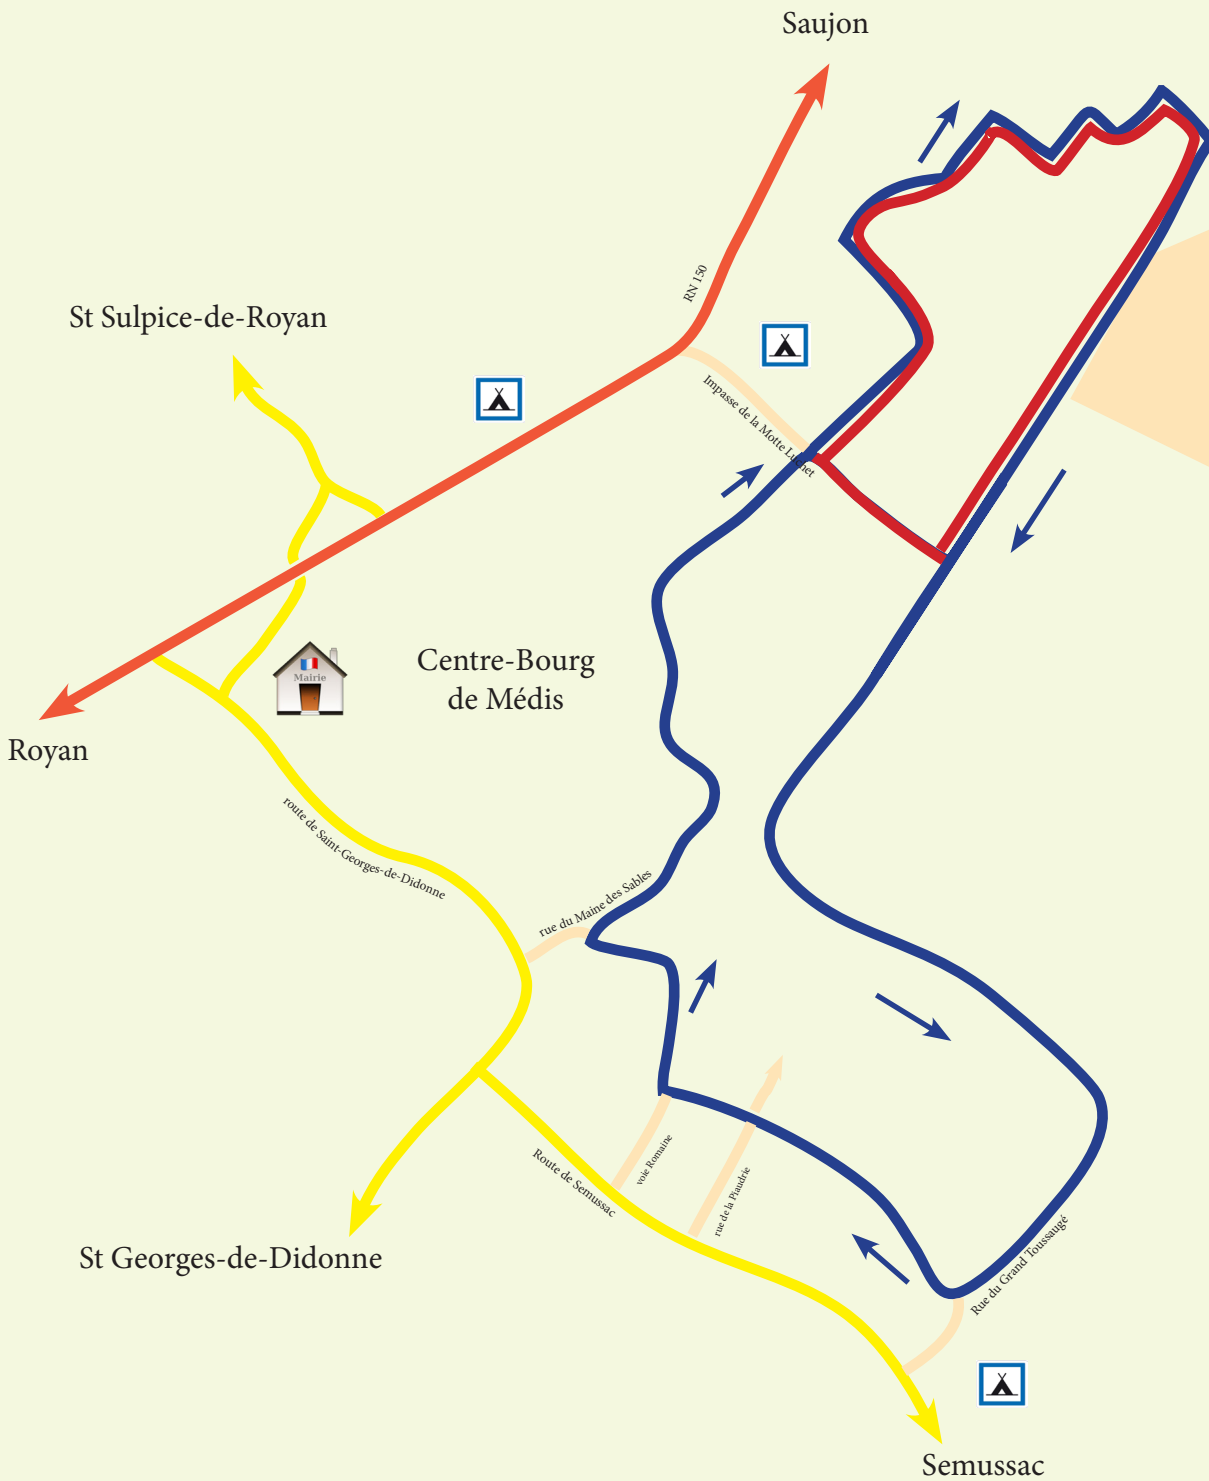 Saujon
RN 150
St Sulpice-de-Royan
Impasse de la Motte Luchet
Mairie
Centre-Bourg
de Médis
Royan
route de Saint-Georges-de-Didonne
rue du Maine des Sables
voie Romaine
Route de Semussac
rue de la Piaudrie
St Georges-de-Didonne
Rue du Grand Toussaugé
Semussac